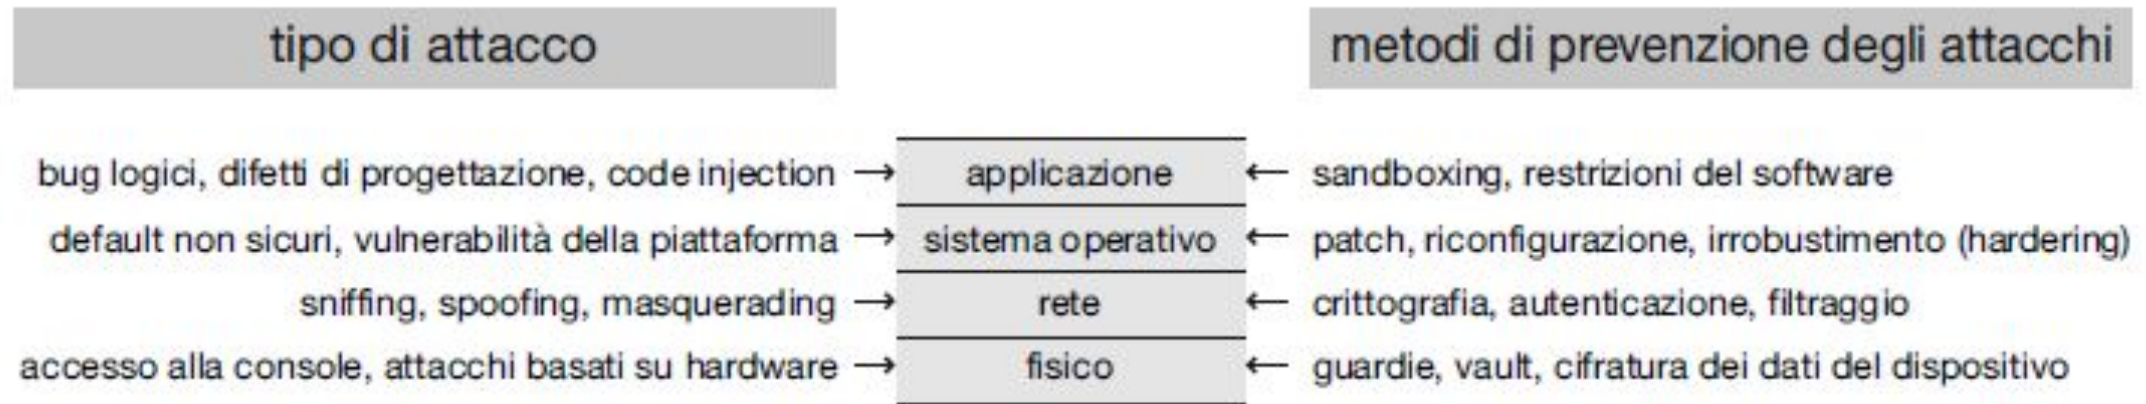 tipo di attacco metodi di prevenzione degli attacchi
bug logici, difetti di progettazione, code injection → applicazione ← sandboxing, restrizioni del software
default non sicuri, vulnerabilità della piattaforma → sistema operativo ← patch, riconfigurazione, irrobustimento (hardering)
sniffing, spoofing, masquerading → rete ← crittografia, autenticazione, filtraggio
accesso alla console, attacchi basati su hardware → fisico ← guardie, vault, cifratura dei dati del dispositivo